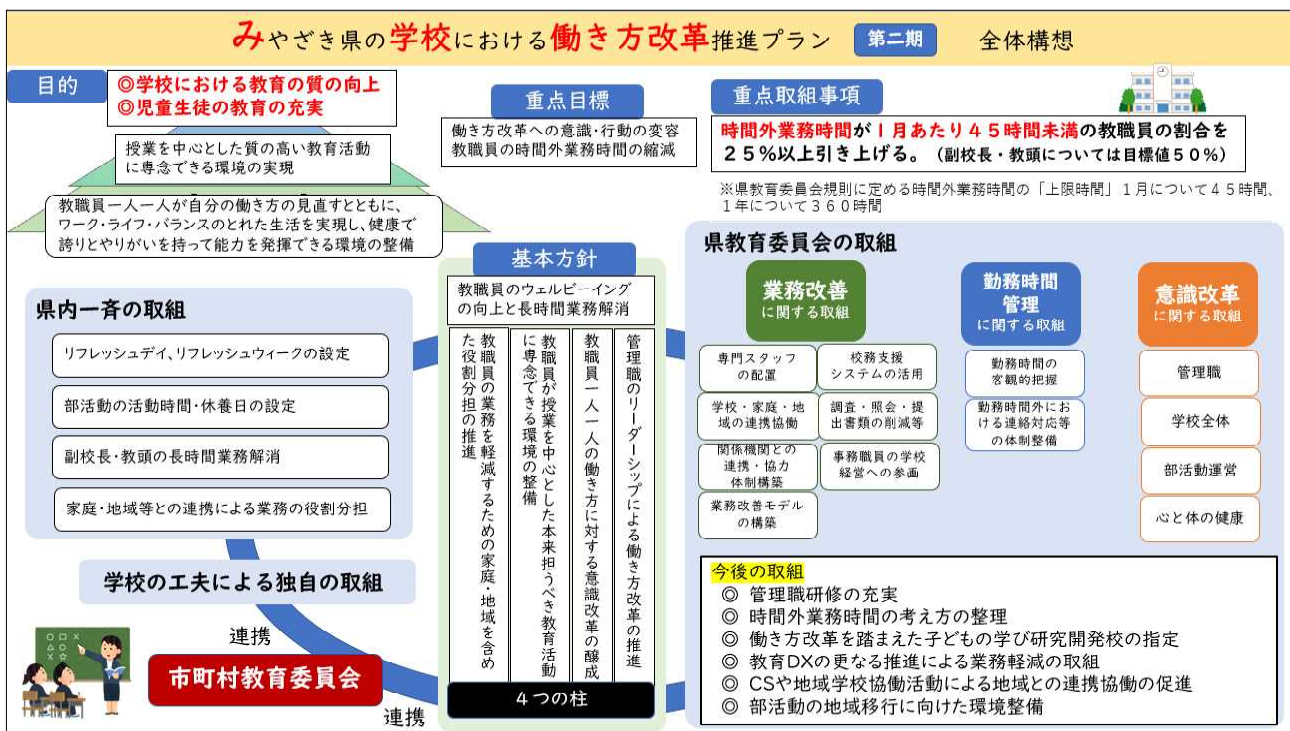 みやざき県の学校における働き方改革推進プラン 第二期 全体構想
目的
◎学校における教育の質の向上
◎児童生徒の教育の充実
授業を中心とした質の高い教育活動
に専念できる環境の実現
教職員一人一人が自分の働き方の見直すとともに、
ワーク・ライフ・バランスのとれた生活を実現し、健康で
誇りとやりがいを持って能力を発揮できる環境の整備
重点目標
働き方改革への意識・行動の変容
教職員の時間外業務時間の縮減
重点取組事項
時間外業務時間が1月あたり45時間未満の教職員の割合を
25%以上引き上げる。(副校長・教頭については目標値50%)
※県教育委員会規則に定める時間外業務時間の「上限時間」1月について45時間、
1年について360時間
県内一斉の取組
リフレッシュデイ、リフレッシュウィークの設定
部活動の活動時間・休養日の設定
副校長・教頭の長時間業務解消
家庭・地域等との連携による業務の役割分担
学校の工夫による独自の取組
連携
市町村教育委員会
連携
基本方針
教職員のウェルビーイング
の向上と長時間業務解消
管理職のリーダーシップによる働き方改革の推進
教職員一人一人の働き方に対する意識改革の醸成
教職員が授業を中心とした本来担うべき教育活動
に専念できる環境の整備
教職員の業務を軽減するための家庭・地域を含め
た役割分担の推進
4つの柱
県教育委員会の取組
業務改善
に関する取組
専門スタッフ
の配置
校務支援
システムの活用
学校・家庭・地
域の連携協働
調査・照会・提
出書類の削減等
関係機関との
連携・協力
体制構築
事務職員の学校
経営への参画
業務改善モデル
の構築
勤務時間
管理
に関する取組
勤務時間の
客観的把握
勤務時間外にお
ける連絡対応等
の体制整備
意識改革
に関する取組
管理職
学校全体
部活動運営
心と体の健康
今後の取組
◎ 管理職研修の充実
◎ 時間外業務時間の考え方の整理
◎ 働き方改革を踏まえた子どもの学び研究開発校の指定
◎ 教育DXの更なる推進による業務軽減の取組
◎ CSや地域学校協働活動による地域との連携協働の促進
◎ 部活動の地域移行に向けた環境整備